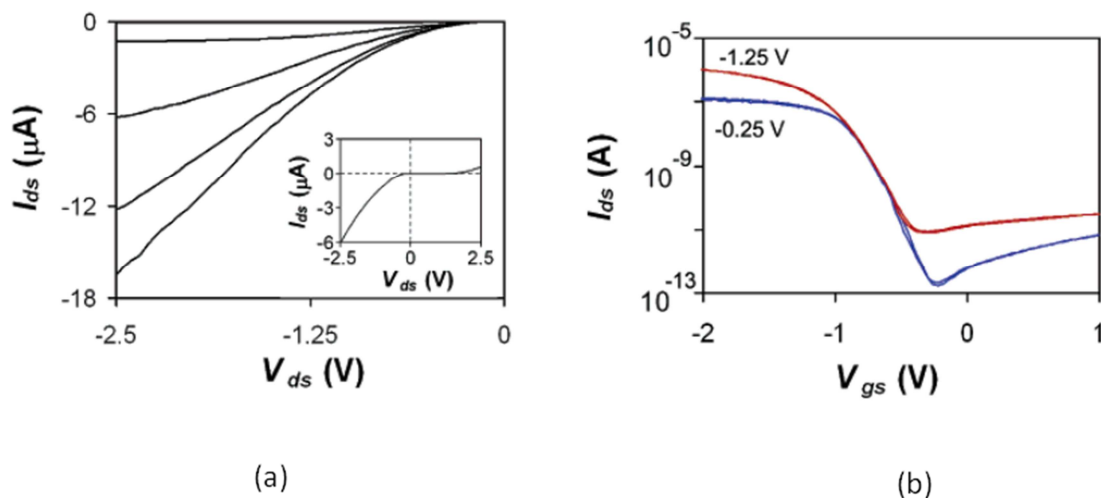 0
-6
-12
-18
-2.5
-1.25
0
I_ds (μA)
V_ds (V)
3
0
-3
-6
-2.5
0
2.5
I_ds (μA)
V_ds (V)
(a)
10^-5
10^-9
10^-13
-1.25 V
-0.25 V
-2
-1
0
1
I_ds (A)
V_gs (V)
(b)